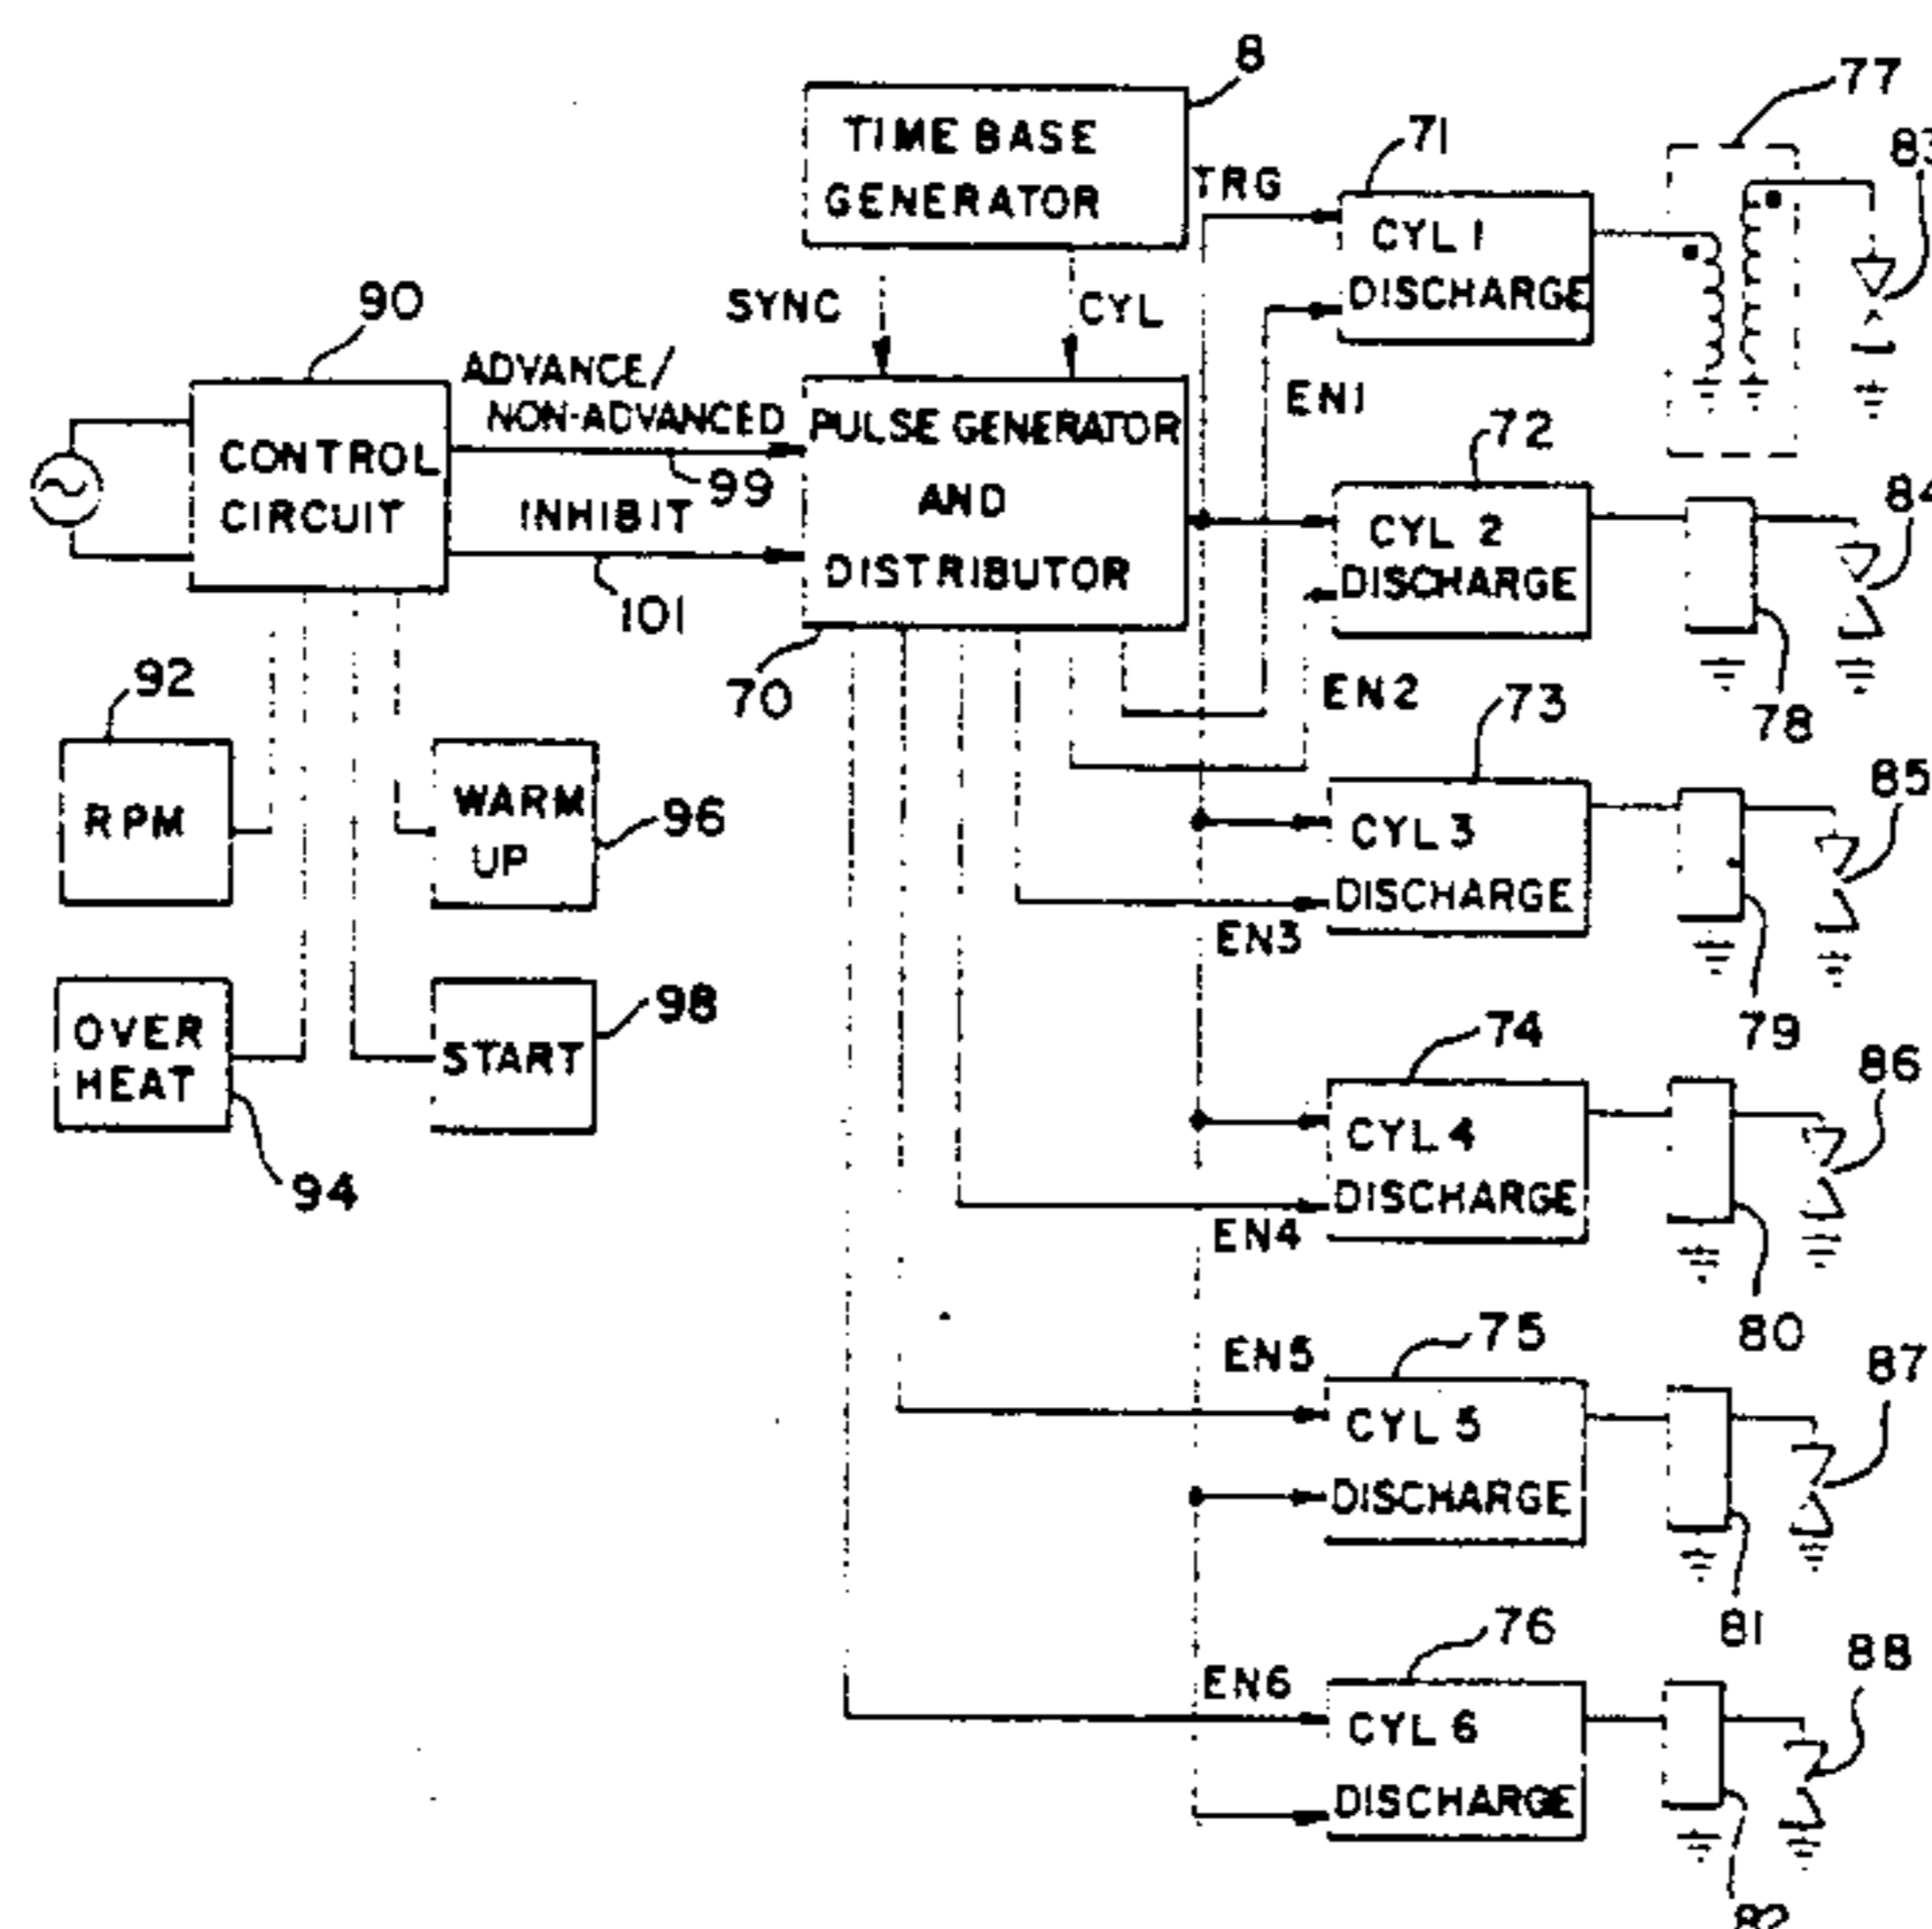 8
TIME BASE
GENERATOR
77
71
TRG
CYL 1
DISCHARGE
83
90
SYNC
CYL
ADVANCE/
NON-ADVANCED
CONTROL
CIRCUIT
99
INHIBIT
101
PULSE GENERATOR
AND
DISTRIBUTOR
70
EN1
72
CYL 2
DISCHARGE
84
78
EN2
92
RPM
WARM
UP
96
73
CYL 3
DISCHARGE
85
79
EN3
OVER
HEAT
94
START
98
74
CYL 4
DISCHARGE
86
80
EN4
75
EN5
CYL 5
DISCHARGE
87
81
76
EN6
CYL 6
DISCHARGE
88
82